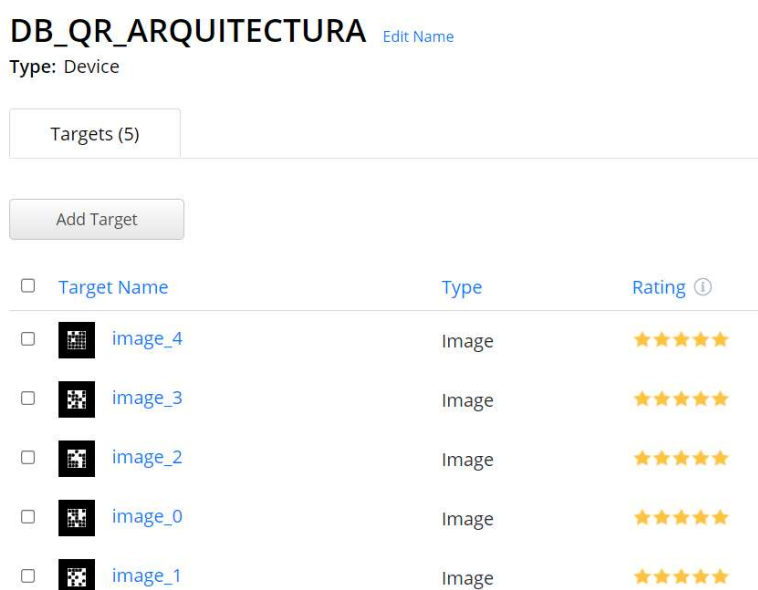 DB_QR_ARQUITECTURA Edit Name
Type: Device
Targets (5)
Add Target
Target Name Type Rating
image_4 Image
image_3 Image
image_2 Image
image_0 Image
image_1 Image